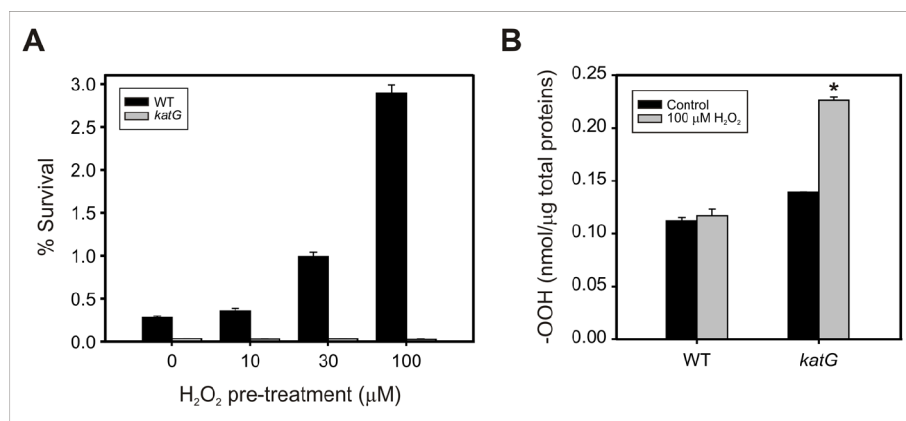 A
% Survival
3.0
2.5
2.0
1.5
1.0
0.5
0.0
WT
katG
0 10 30 100
H₂O₂ pre-treatment (μM)
B
-OOH (nmol/μg total proteins)
0.25
0.20
0.15
0.10
0.05
0.00
Control
100 μM H₂O₂
*
WT katG